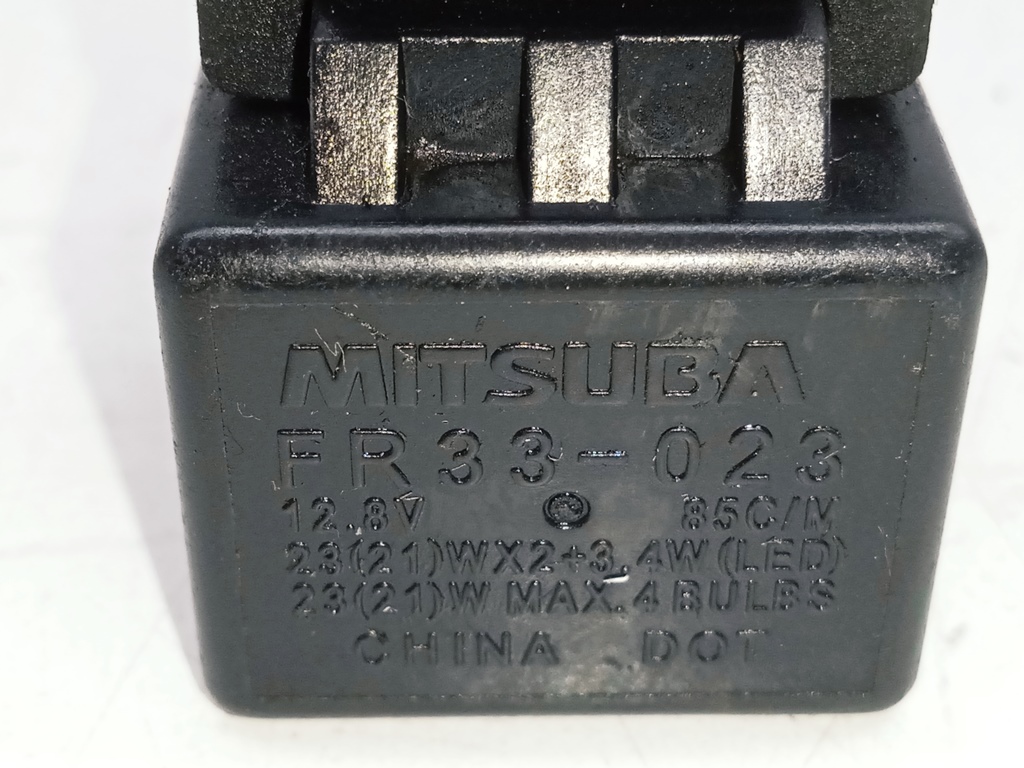 MITSUBA
FR33-023
12.8V 85C/M
23(21)WX2+3.4W(LED)
23(21)W MAX.4 BULBS
CHINA DOT